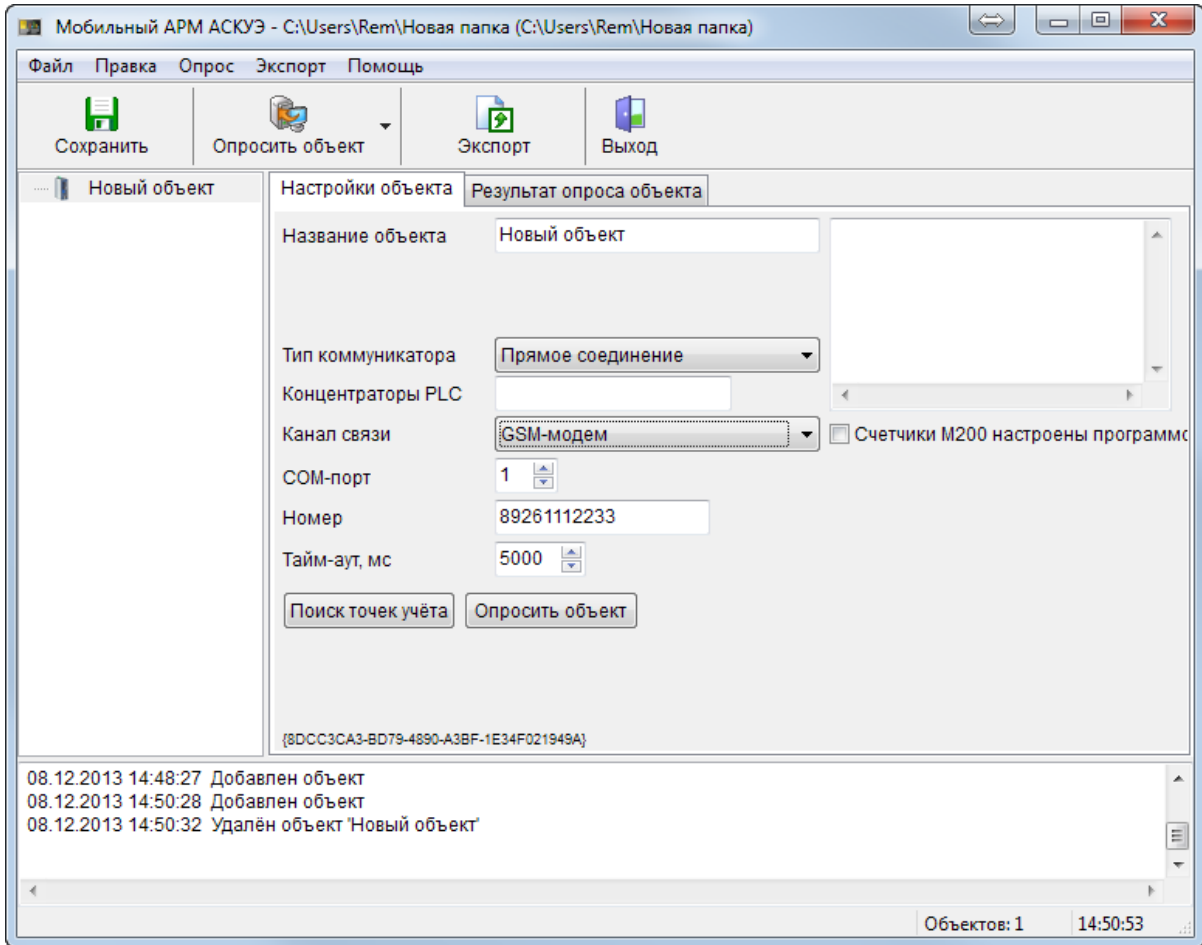 Мобильный АРМ АСКУЭ - C:\Users\Rem\Новая папка (C:\Users\Rem\Новая папка)
Файл Правка Опрос Экспорт Помощь
Сохранить Опросить объект Экспорт Выход
Новый объект
Настройки объекта Результат опроса объекта
Название объекта Новый объект
Тип коммуникатора Прямое соединение
Концентраторы PLC
Канал связи GSM-модем Счетчики М200 настроены программс
COM-порт 1
Номер 89261112233
Тайм-аут, мс 5000
Поиск точек учёта Опросить объект
{8DCC3CA3-BD79-4890-A3BF-1E34F021949A}
08.12.2013 14:48:27 Добавлен объект
08.12.2013 14:50:28 Добавлен объект
08.12.2013 14:50:32 Удалён объект 'Новый объект'
Объектов: 1 14:50:53